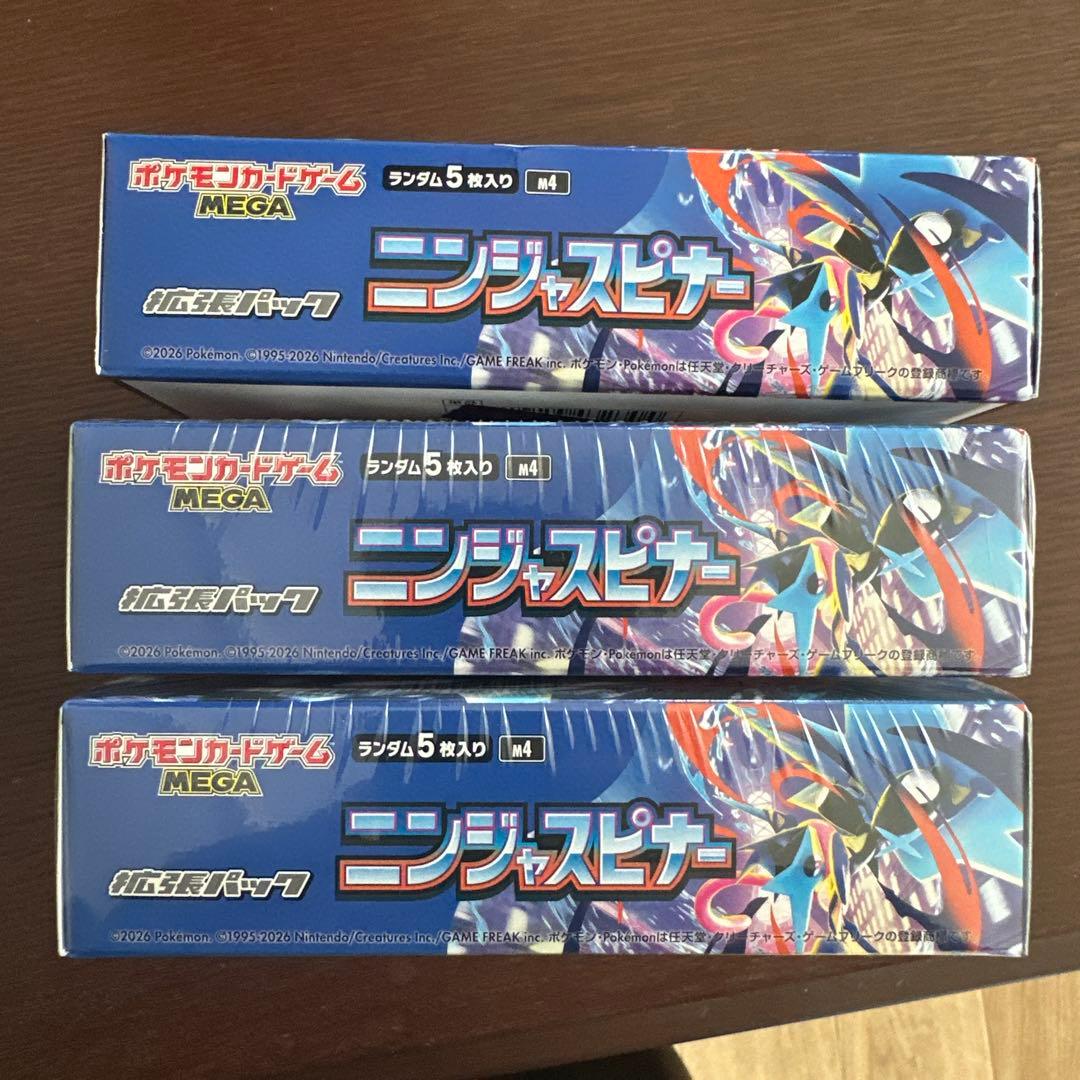 ポケモンカードゲーム
MEGA
ランダム5枚入り M4
ニンジャスピナー
拡張パック
©2026 Pokémon. ©1995-2026 Nintendo/Creatures Inc./GAME FREAK inc. ポケモン・Pokémonは任天堂・クリーチャーズ・ゲームフリークの登録商標です
ポケモンカードゲーム
MEGA
ランダム5枚入り M4
ニンジャスピナー
拡張パック
©2026 Pokémon. ©1995-2026 Nintendo/Creatures Inc./GAME FREAK inc. ポケモン・Pokémonは任天堂・クリーチャーズ・ゲームフリークの登録商標です
ポケモンカードゲーム
MEGA
ランダム5枚入り M4
ニンジャスピナー
拡張パック
©2026 Pokémon. ©1995-2026 Nintendo/Creatures Inc./GAME FREAK inc. ポケモン・Pokémonは任天堂・クリーチャーズ・ゲームフリークの登録商標です